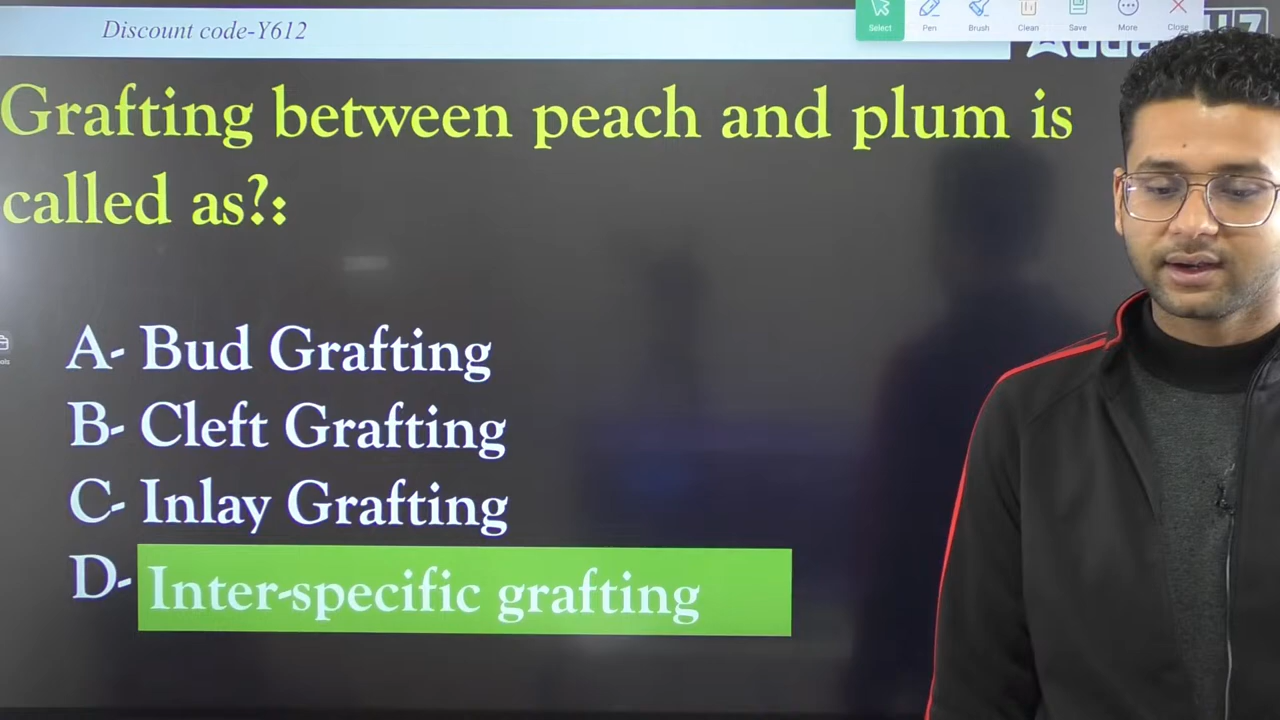 Discount code-Y612
Select
Pen
Brush
Clean
Save
More
Close
Grafting between peach and plum is
called as?:
A- Bud Grafting
B- Cleft Grafting
C- Inlay Grafting
D- Inter-specific grafting